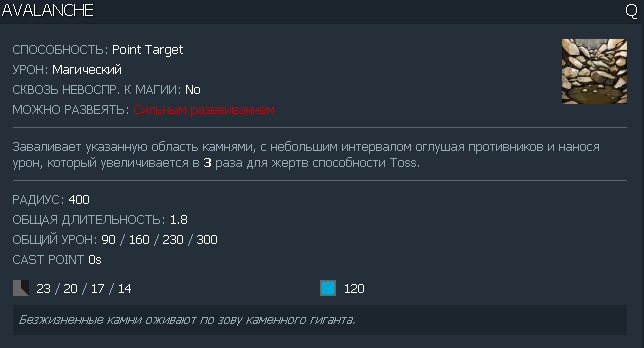 AVALANCHE Q
СПОСОБНОСТЬ: Point Target
УРОН: Магический
СКВОЗЬ НЕВОСПР. К МАГИИ: No
МОЖНО РАЗВЕЯТЬ: Сильным развеиванием
Заваливает указанную область камнями, с небольшим интервалом оглушая противников и нанося
урон, который увеличивается в 3 раза для жертв способности Toss.
РАДИУС: 400
ОБЩАЯ ДЛИТЕЛЬНОСТЬ: 1.8
ОБЩИЙ УРОН: 90 / 160 / 230 / 300
CAST POINT 0s
23 / 20 / 17 / 14 120
Безжизненные камни оживают по зову каменного гиганта.